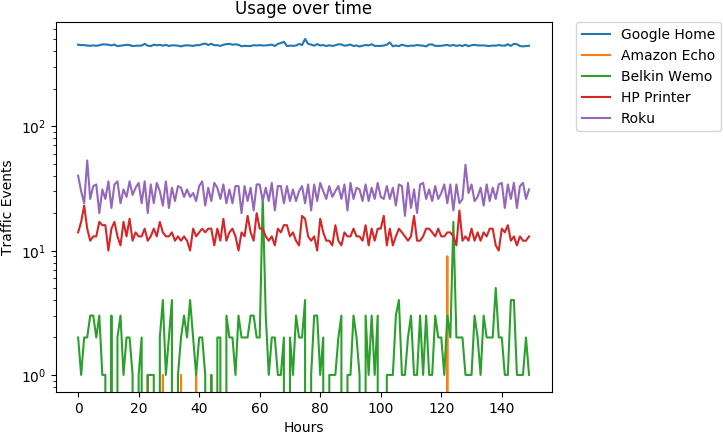 Usage over time
Google Home
Amazon Echo
Belkin Wemo
HP Printer
Roku
Traffic Events
10²
10¹
10⁰
0 20 40 60 80 100 120 140
Hours